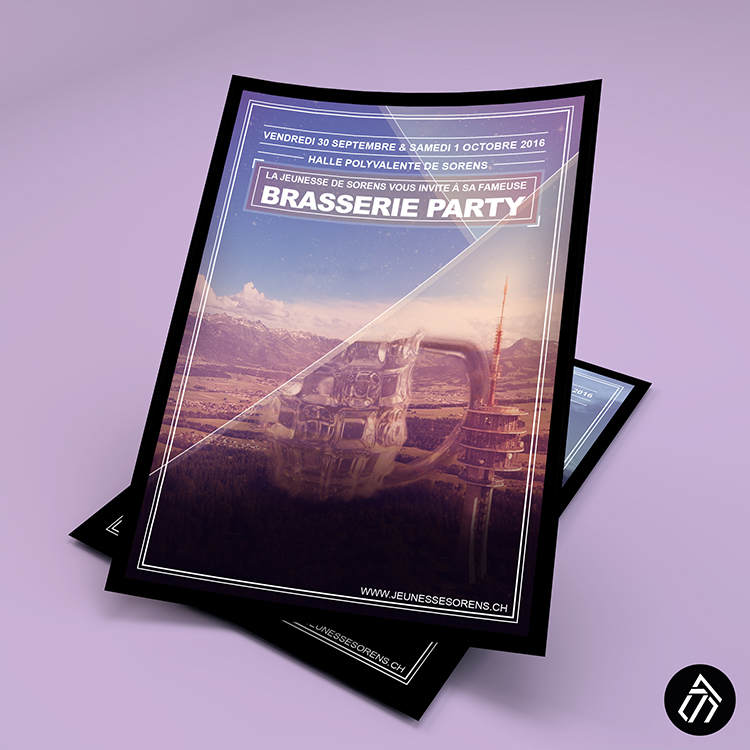 VENDREDI 30 SEPTEMBRE & SAMEDI 1 OCTOBRE 2016
HALLE POLYVALENTE DE SORENS
LA JEUNESSE DE SORENS VOUS INVITE À SA FAMEUSE
BRASSERIE PARTY
WWW.JEUNESSESORENS.CH
2016
JEUNESSESORENS.CH